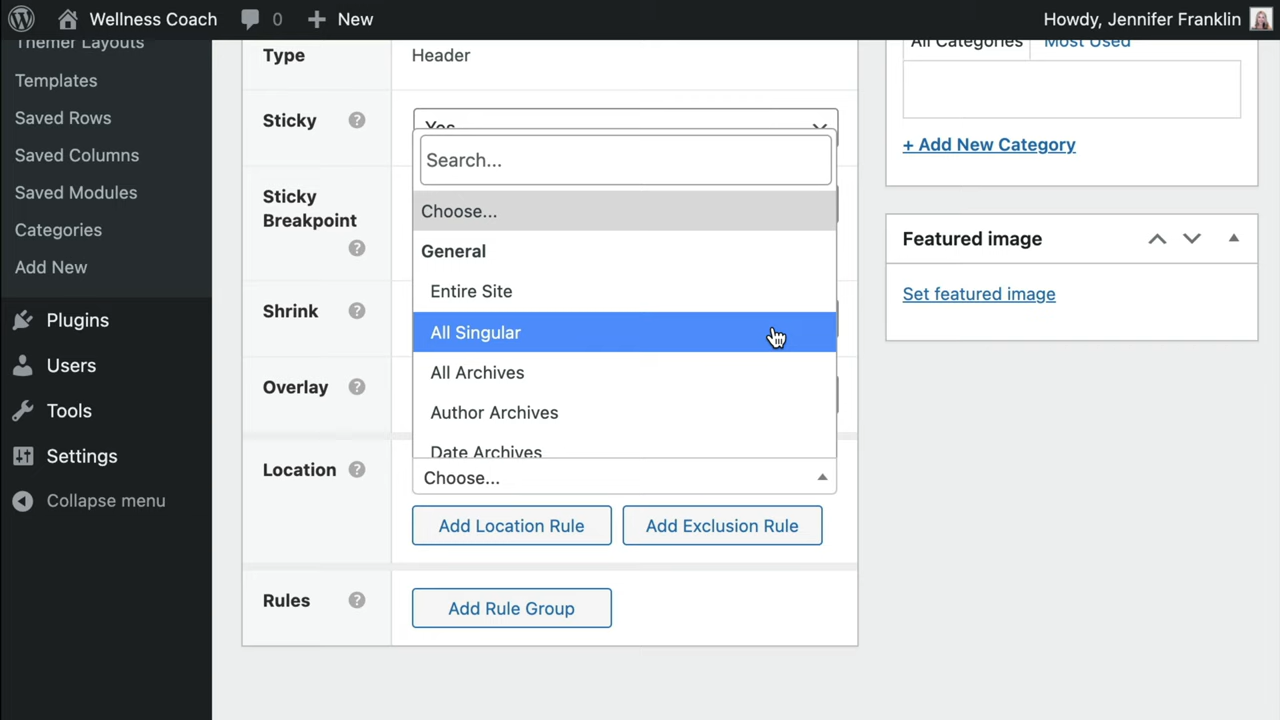 Wellness Coach
0
New
Howdy, Jennifer Franklin
Themer Layouts
Templates
Saved Rows
Saved Columns
Saved Modules
Categories
Add New
Plugins
Users
Tools
Settings
Collapse menu
Type
Header
Sticky ?
Yes
Search...
Choose...
General
Entire Site
All Singular
All Archives
Author Archives
Date Archives
Choose...
Sticky
Breakpoint
?
Shrink ?
Overlay ?
Location ?
Add Location Rule
Add Exclusion Rule
Rules ?
Add Rule Group
All Categories
Most Used
+ Add New Category
Featured image
Set featured image